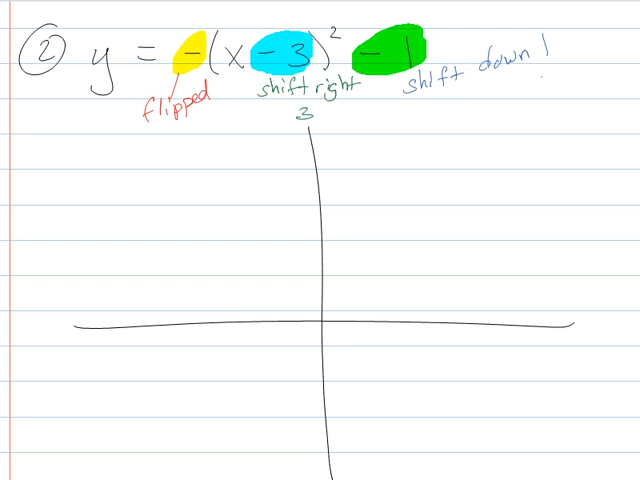 ② y = -(x - 3)² - 1
flipped shift right shift down 1
3